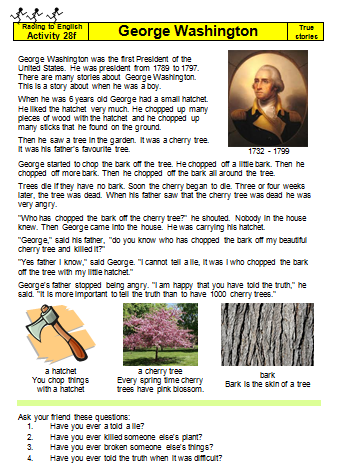 Racing to English
Activity 28f
George Washington
True
stories
George Washington was the first President of the
United States. He was president from 1789 to 1797.
There are many stories about George Washington.
This is a story about when he was a boy.
When he was 6 years old George had a small hatchet.
He liked the hatchet very much. He chopped up many
pieces of wood with the hatchet and he chopped up
many sticks that he found on the ground.
Then he saw a tree in the garden. It was a cherry tree.
It was his father's favourite tree.
1732 - 1799
George started to chop the bark off the tree. He chopped off a little bark. Then he
chopped off more bark. Then he chopped off the bark all around the tree.
Trees die if they have no bark. Soon the cherry began to die. Three or four weeks
later, the tree was dead. When his father saw that the cherry tree was dead he was
very angry.
"Who has chopped the bark off the cherry tree?" he shouted. Nobody in the house
knew. Then George came into the house. He was carrying his hatchet.
"George," said his father, "do you know who has chopped the bark off my beautiful
cherry tree and killed it?"
"Yes father I know," said George. "I cannot tell a lie, it was I who chopped the bark
off the tree with my little hatchet."
George's father stopped being angry. "I am happy that you have told the truth," he
said. "It is more important to tell the truth than to have 1000 cherry trees."
a hatchet
You chop things
with a hatchet
a cherry tree
Every spring time cherry
trees have pink blossom.
bark
Bark is the skin of a tree
Ask your friend these questions:
1. Have you ever a told a lie?
2. Have you ever killed someone else's plant?
3. Have you ever broken someone else's things?
4. Have you ever told the truth when it was difficult?